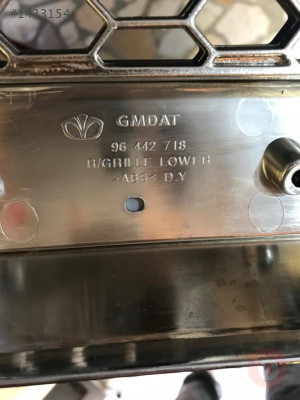 GMDAT
96 442 718
R/GRILLE LOWER
>ABS< D.Y